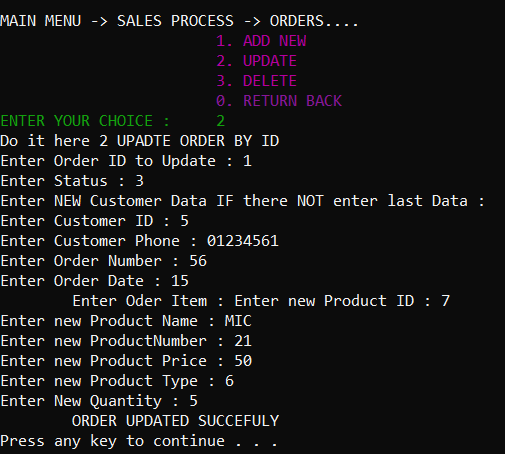 MAIN MENU -> SALES PROCESS -> ORDERS....
1. ADD NEW
2. UPDATE
3. DELETE
0. RETURN BACK
ENTER YOUR CHOICE : 2
Do it here 2 UPADTE ORDER BY ID
Enter Order ID to Update : 1
Enter Status : 3
Enter NEW Customer Data IF there NOT enter last Data :
Enter Customer ID : 5
Enter Customer Phone : 01234561
Enter Order Number : 56
Enter Order Date : 15
Enter Oder Item : Enter new Product ID : 7
Enter new Product Name : MIC
Enter new ProductNumber : 21
Enter new Product Price : 50
Enter new Product Type : 6
Enter New Quantity : 5
ORDER UPDATED SUCCEFULY
Press any key to continue . . .